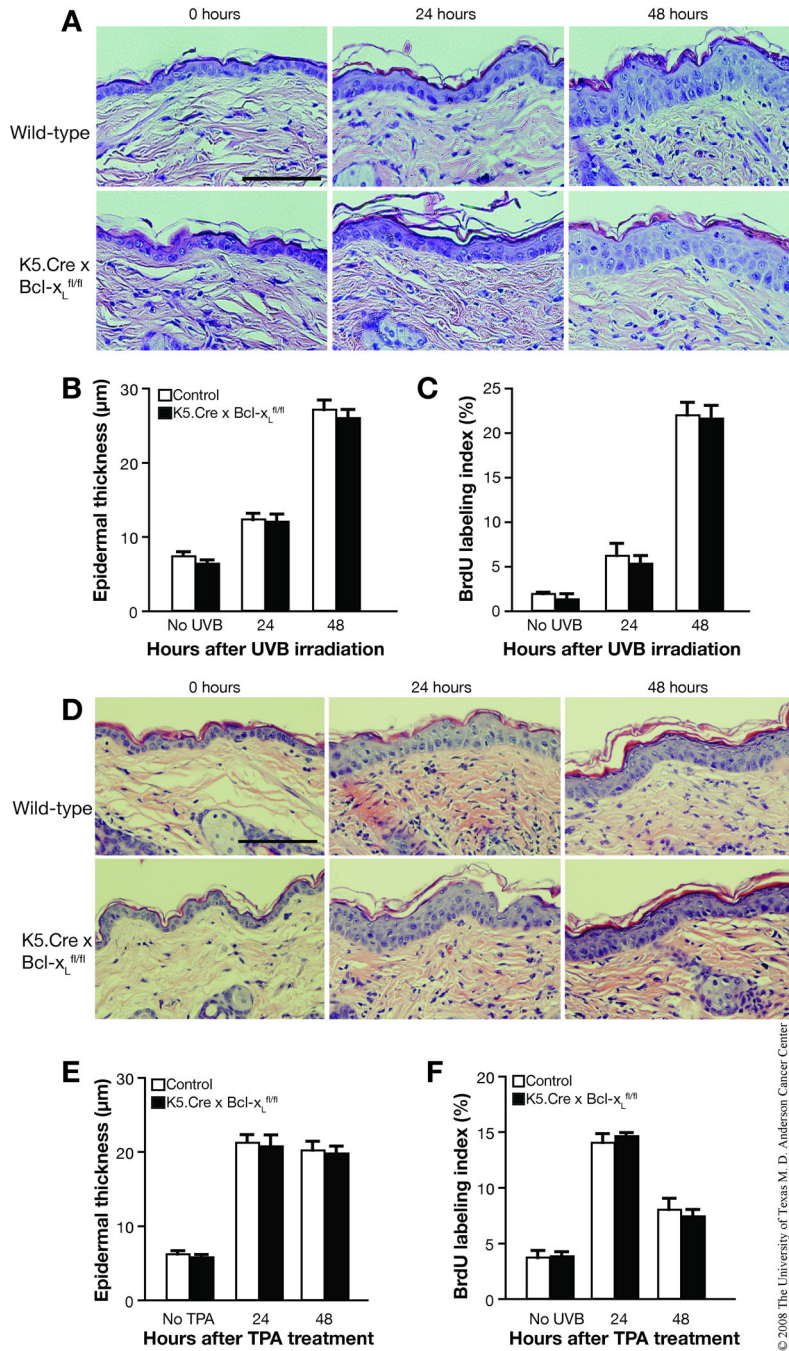 A
0 hours
24 hours
48 hours
Wild-type
K5.Cre x
Bcl-xL fl/fl
B
Control
K5.Cre x Bcl-xL fl/fl
Epidermal thickness (μm)
30
20
10
0
No UVB
24
48
Hours after UVB irradiation
C
BrdU labeling index (%)
25
20
15
10
5
0
No UVB
24
48
Hours after UVB irradiation
D
0 hours
24 hours
48 hours
Wild-type
K5.Cre x
Bcl-xL fl/fl
E
Control
K5.Cre x Bcl-xL fl/fl
Epidermal thickness (μm)
30
20
10
0
No TPA
24
48
Hours after TPA treatment
F
Control
K5.Cre x Bcl-xL fl/fl
BrdU labeling index (%)
20
15
10
5
0
No UVB
24
48
Hours after TPA treatment
© 2008 The University of Texas M. D. Anderson Cancer Center